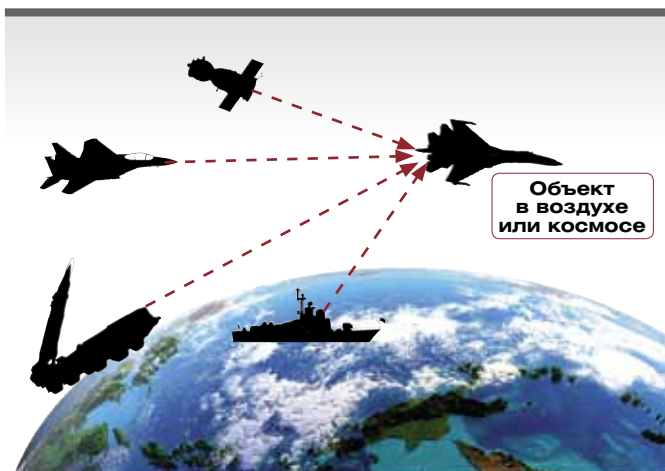 Объект
в воздухе
или космосе